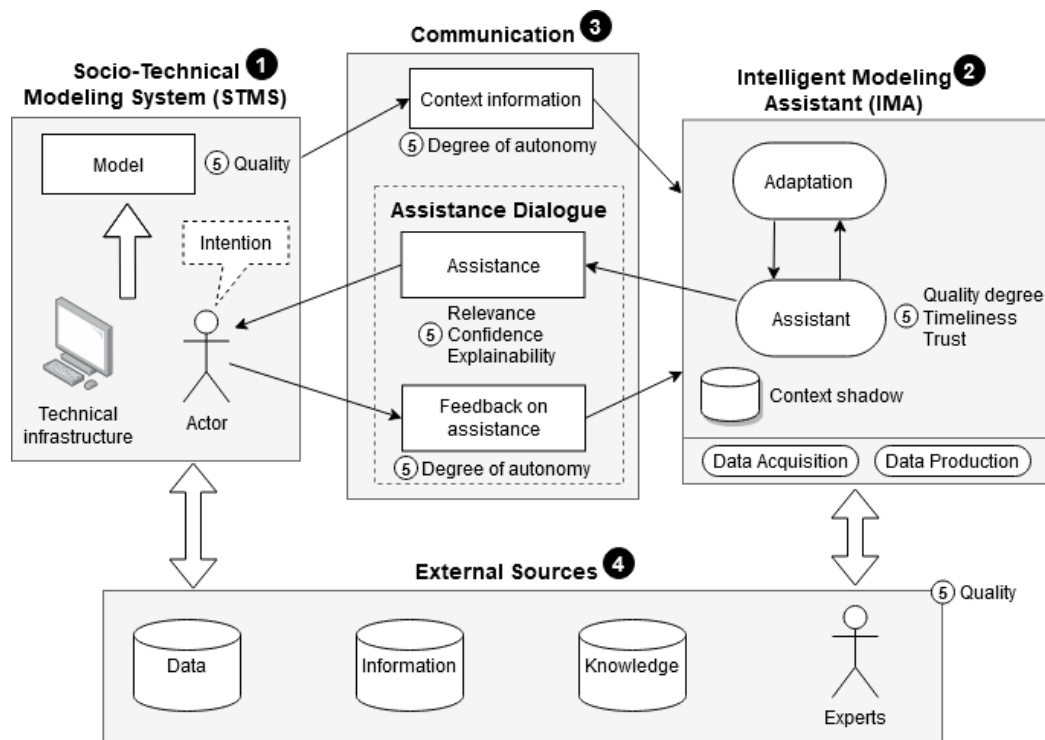 Communication 3
Socio-Technical 1
Modeling System (STMS)
Intelligent Modeling 2
Assistant (IMA)
Model
5 Quality
Intention
Technical
infrastructure
Actor
Context information
5 Degree of autonomy
Assistance Dialogue
Assistance
5 Relevance
Confidence
Explainability
Feedback on
assistance
5 Degree of autonomy
Adaptation
Assistant
5 Quality degree
Timeliness
Trust
Context shadow
Data Acquisition
Data Production
External Sources 4
5 Quality
Data
Information
Knowledge
Experts